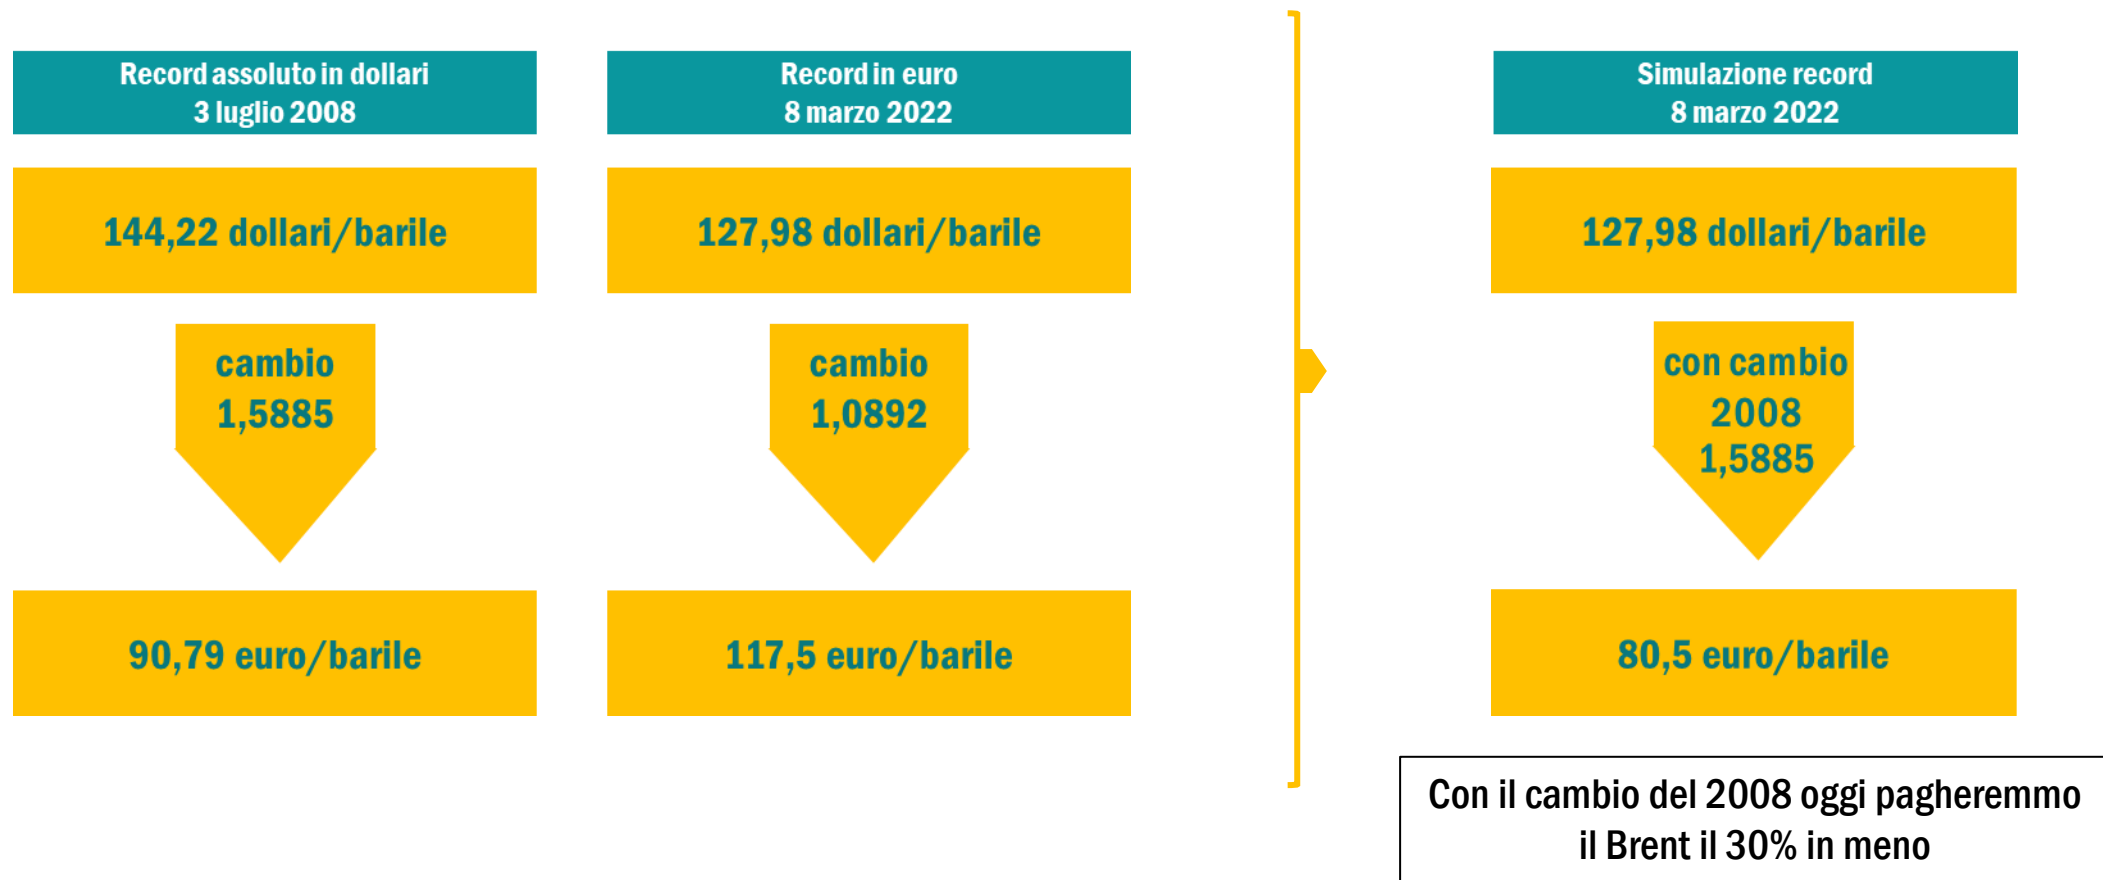 Record assoluto in dollari
3 luglio 2008
144,22 dollari/barile
cambio
1,5885
90,79 euro/barile
Record in euro
8 marzo 2022
127,98 dollari/barile
cambio
1,0892
117,5 euro/barile
Simulazione record
8 marzo 2022
127,98 dollari/barile
con cambio
2008
1,5885
80,5 euro/barile
Con il cambio del 2008 oggi pagheremmo
il Brent il 30% in meno